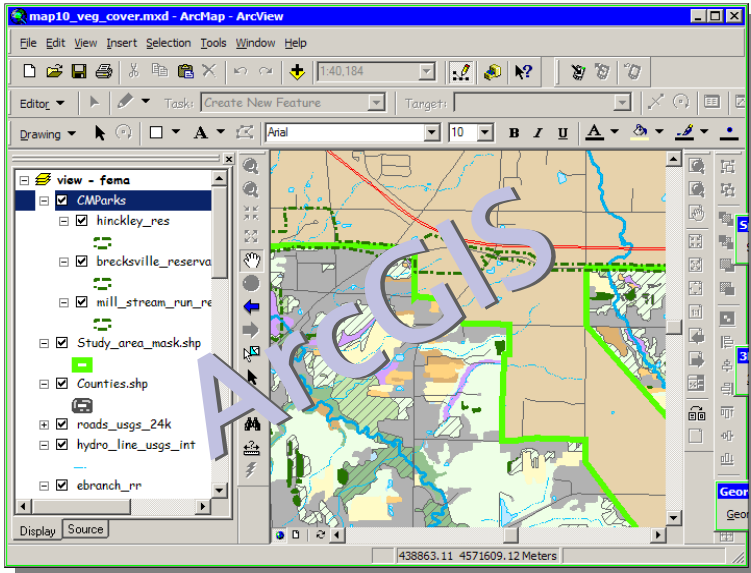 map10_veg_cover.mxd - ArcMap - ArcView
File Edit View Insert Selection Tools Window Help
1:40,184
Editor Task: Create New Feature Target:
Drawing A Arial 10 B I U A
view - fema
CMParks
hinckley_res
brecksville_reserva
mill_stream_run_re
Study_area_mask.shp
Counties.shp
roads_usgs_24k
hydro_line_usgs_int
ebranch_rr
Display Source
ArcGIS
Geor
Geor
438863.11 4571609.12 Meters